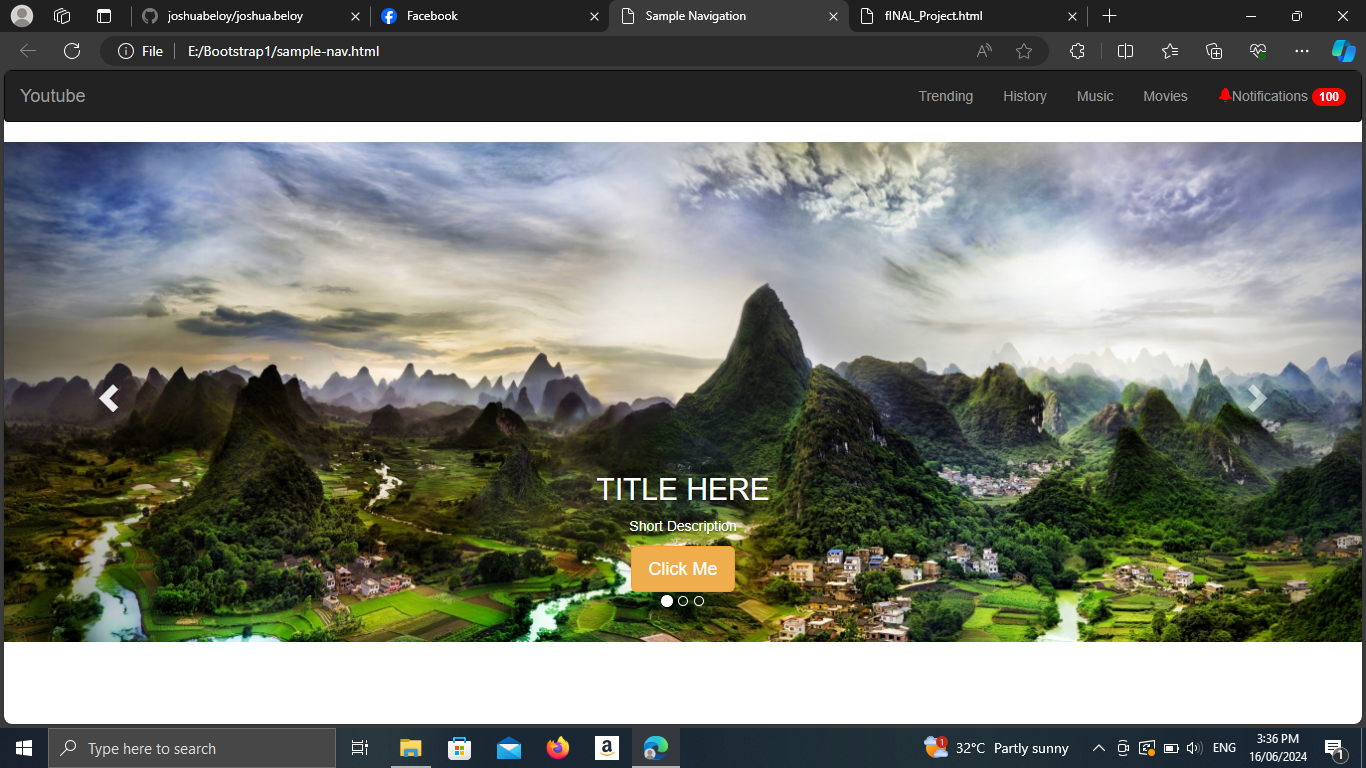 joshuabeloy/joshua.beloy
Facebook
Sample Navigation
fINAL_Project.html
File
E:/Bootstrap1/sample-nav.html
Youtube
Trending
History
Music
Movies
Notifications 100
TITLE HERE
Short Description
Click Me
Type here to search
1
32°C Partly sunny
ENG
3:36 PM
16/06/2024
1